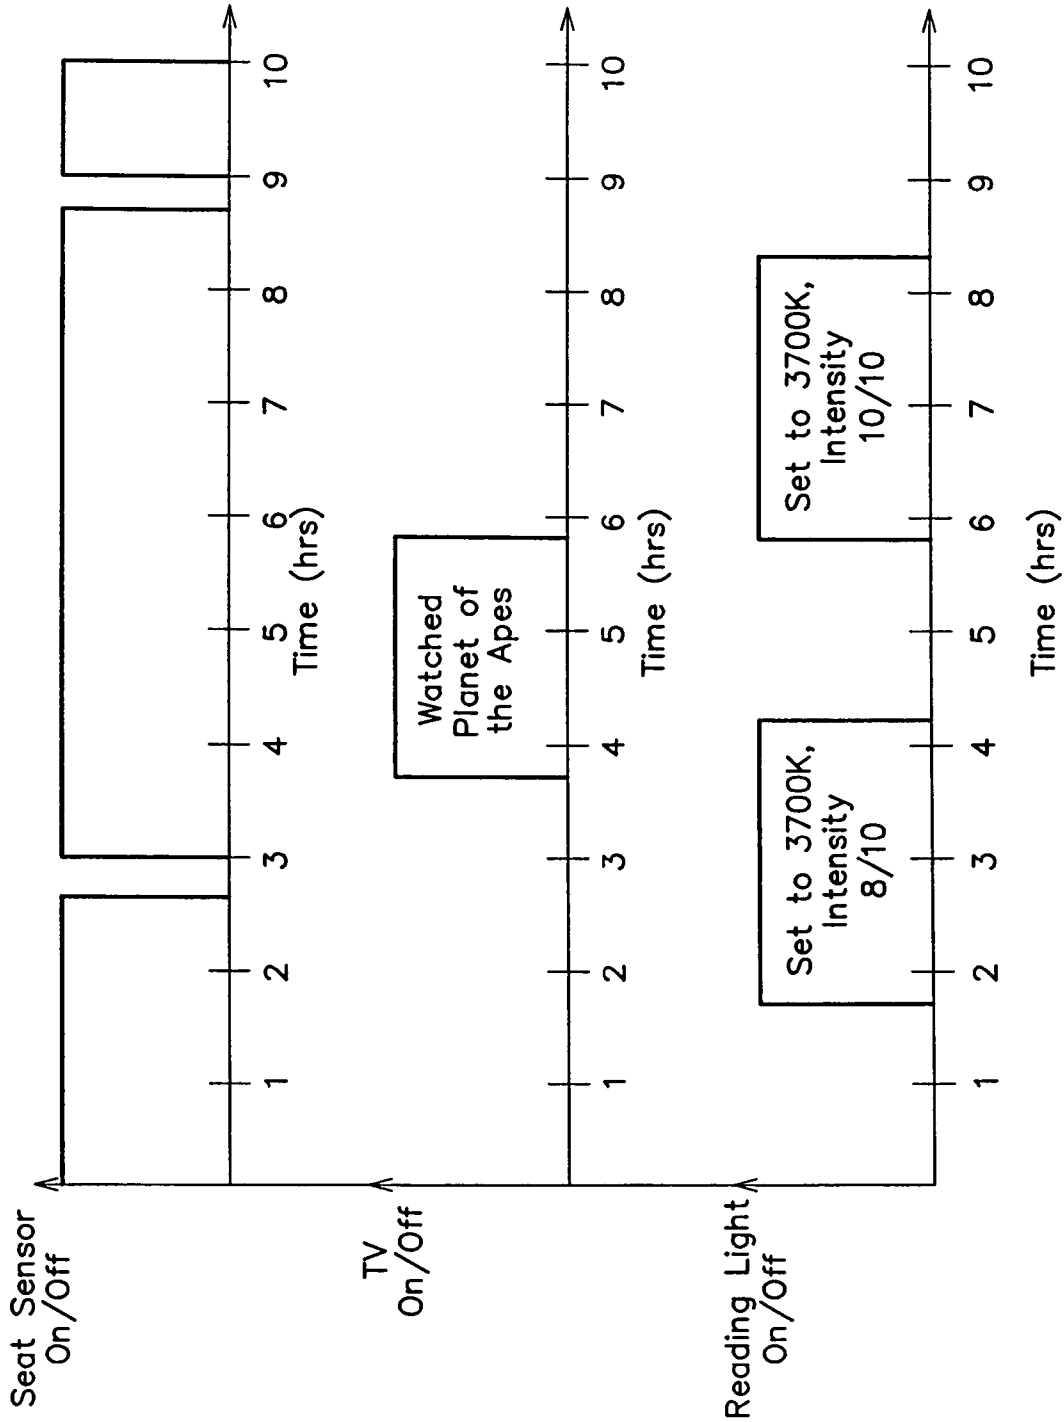 Seat Sensor
On/Off
1 2 3 4 5 6 7 8 9 10
Time (hrs)
TV
On/Off
Watched
Planet of
the Apes
1 2 3 4 5 6 7 8 9 10
Time (hrs)
Reading Light
On/Off
Set to 3700K,
Intensity
8/10
Set to 3700K,
Intensity
10/10
1 2 3 4 5 6 7 8 9 10
Time (hrs)